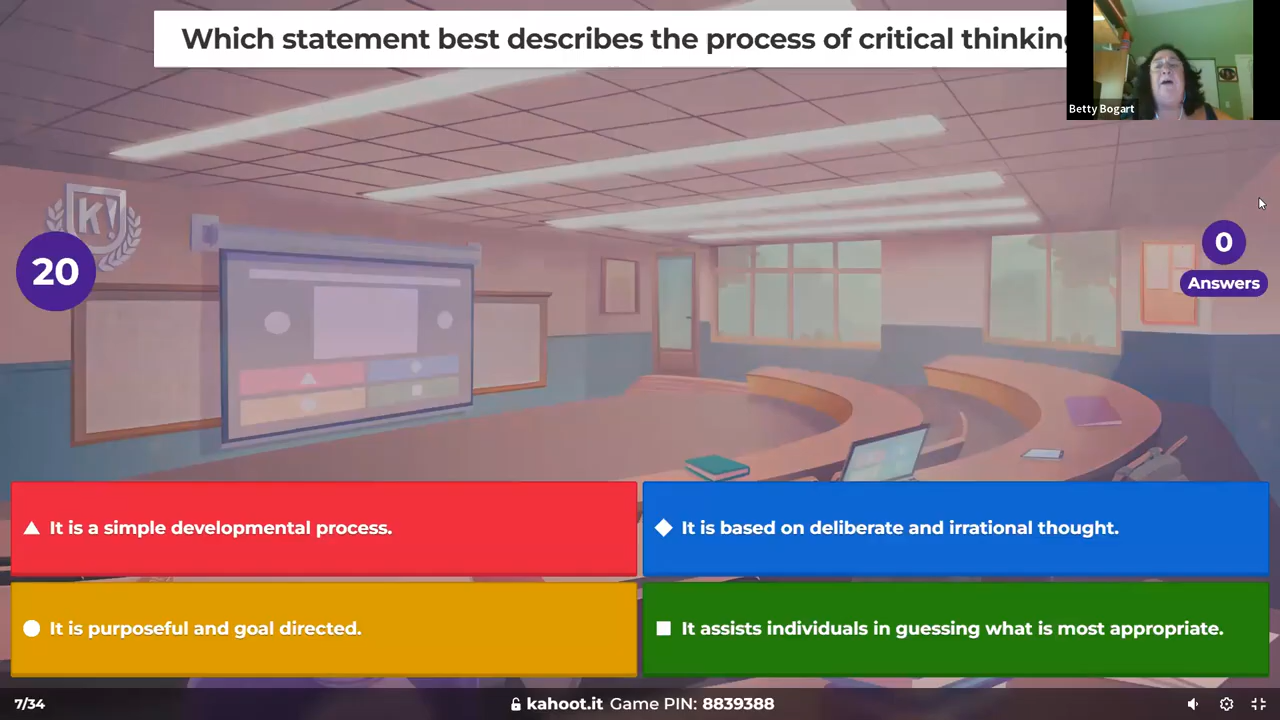 Which statement best describes the process of critical thinking
Betty Bogart
K!
20
0
Answers
It is a simple developmental process.
It is based on deliberate and irrational thought.
It is purposeful and goal directed.
It assists individuals in guessing what is most appropriate.
7/34
kahoot.it Game PIN: 8839388